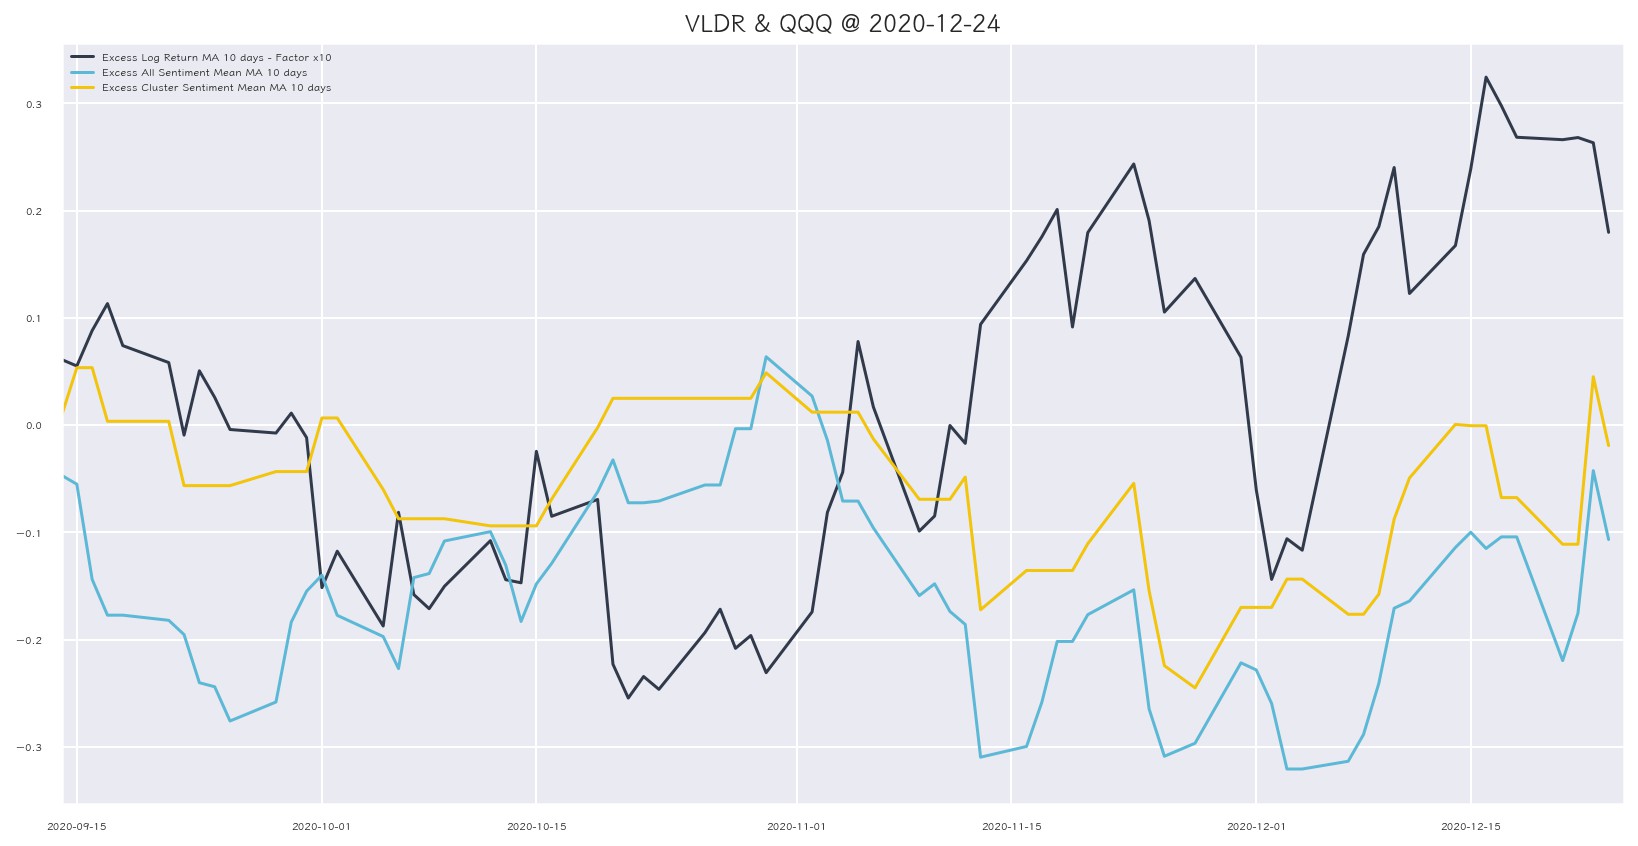 VLDR & QQQ @ 2020-12-24
Excess Log Return MA 10 days - Factor x10
Excess All Sentiment Mean MA 10 days
Excess Cluster Sentiment Mean MA 10 days
0.3
0.2
0.1
0.0
−0.1
−0.2
−0.3
2020-09-15 2020-10-01 2020-10-15 2020-11-01 2020-11-15 2020-12-01 2020-12-15